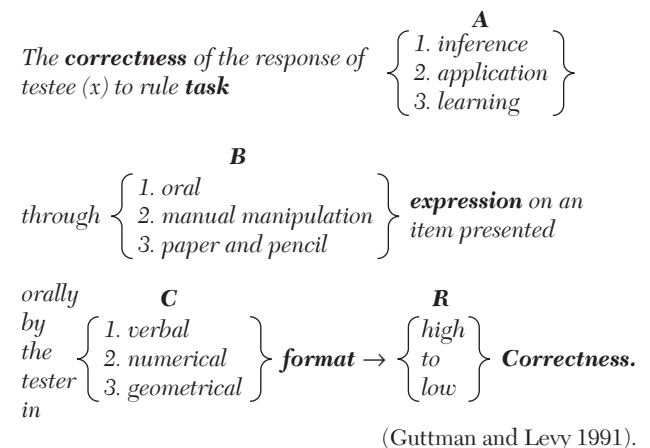 A
The correctness of the response of
testee (x) to rule task
1. inference
2. application
3. learning
B
through
1. oral
2. manual manipulation
3. paper and pencil
expression on an
item presented
orally
by
the
tester
in
C
1. verbal
2. numerical
3. geometrical
format →
R
high
to
low
Correctness.
(Guttman and Levy 1991).